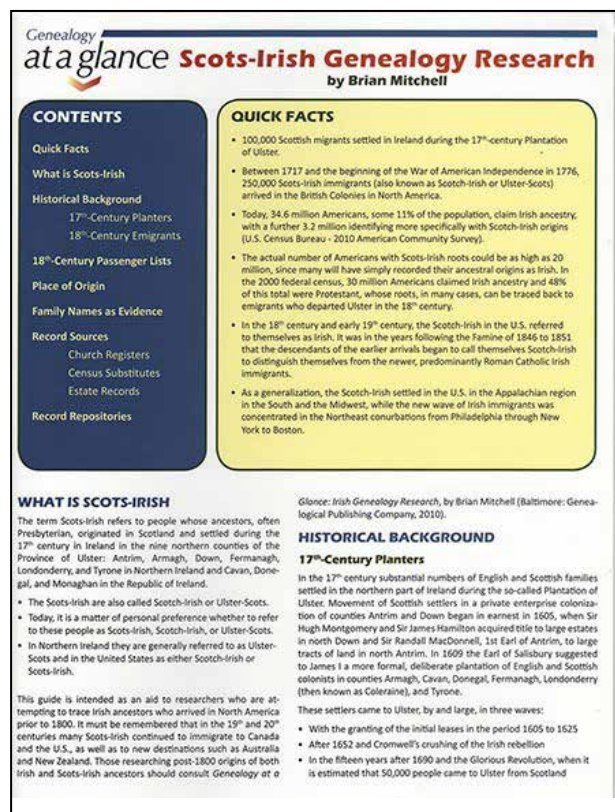 Genealogy
at a glance Scots-Irish Genealogy Research
by Brian Mitchell
CONTENTS
Quick Facts
What is Scots-Irish
Historical Background
17th-Century Planters
18th-Century Emigrants
18th-Century Passenger Lists
Place of Origin
Family Names as Evidence
Record Sources
Church Registers
Census Substitutes
Estate Records
Record Repositories
QUICK FACTS
• 100,000 Scottish migrants settled in Ireland during the 17th-century Plantation
of Ulster.
• Between 1717 and the beginning of the War of American Independence in 1776,
250,000 Scots-Irish immigrants (also known as Scotch-Irish or Ulster-Scots)
arrived in the British Colonies in North America.
• Today, 34.6 million Americans, some 11% of the population, claim Irish ancestry,
with a further 3.2 million identifying more specifically with Scotch-Irish origins
(U.S. Census Bureau - 2010 American Community Survey).
• The actual number of Americans with Scots-Irish roots could be as high as 20
million, since many will have simply recorded their ancestral origins as Irish. In
the 2000 federal census, 30 million Americans claimed Irish ancestry and 48%
of this total were Protestant, whose roots, in many cases, can be traced back to
emigrants who departed Ulster in the 18th century.
• In the 18th century and early 19th century, the Scotch-Irish in the U.S. referred
to themselves as Irish. It was in the years following the Famine of 1846 to 1851
that the descendants of the earlier arrivals began to call themselves Scotch-Irish
to distinguish themselves from the newer, predominantly Roman Catholic Irish
immigrants.
• As a generalization, the Scotch-Irish settled in the U.S. in the Appalachian region
in the South and the Midwest, while the new wave of Irish immigrants was
concentrated in the Northeast conurbations from Philadelphia through New
York to Boston.
WHAT IS SCOTS-IRISH
The term Scots-Irish refers to people whose ancestors, often
Presbyterian, originated in Scotland and settled during the
17th century in Ireland in the nine northern counties of the
Province of Ulster: Antrim, Armagh, Down, Fermanagh,
Londonderry, and Tyrone in Northern Ireland and Cavan, Done-
gal, and Monaghan in the Republic of Ireland.
• The Scots-Irish are also called Scotch-Irish or Ulster-Scots.
• Today, it is a matter of personal preference whether to refer
to these people as Scots-Irish, Scotch-Irish, or Ulster-Scots.
• In Northern Ireland they are generally referred to as Ulster-
Scots and in the United States as either Scotch-Irish or
Scots-Irish.
This guide is intended as an aid to researchers who are at-
tempting to trace Irish ancestors who arrived in North America
prior to 1800. It must be remembered that in the 19th and 20th
centuries many Scots-Irish continued to immigrate to Canada
and the U.S., as well as to new destinations such as Australia
and New Zealand. Those researching post-1800 origins of both
Irish and Scots-Irish ancestors should consult Genealogy at a
Glance: Irish Genealogy Research, by Brian Mitchell (Baltimore: Genea-
logical Publishing Company, 2010).
HISTORICAL BACKGROUND
17th-Century Planters
In the 17th century substantial numbers of English and Scottish families
settled in the northern part of Ireland during the so-called Plantation of
Ulster. Movement of Scottish settlers in a private enterprise coloniza-
tion of counties Antrim and Down began in earnest in 1605, when Sir
Hugh Montgomery and Sir James Hamilton acquired title to large estates
in north Down and Sir Randall MacDonnell, 1st Earl of Antrim, to large
tracts of land in north Antrim. In 1609 the Earl of Salisbury suggested
to James I a more formal, deliberate plantation of English and Scottish
colonists in counties Armagh, Cavan, Donegal, Fermanagh, Londonderry
(then known as Coleraine), and Tyrone.
These settlers came to Ulster, by and large, in three waves:
• With the granting of the initial leases in the period 1605 to 1625
• After 1652 and Cromwell's crushing of the Irish rebellion
• In the fifteen years after 1690 and the Glorious Revolution, when it
is estimated that 50,000 people came to Ulster from Scotland